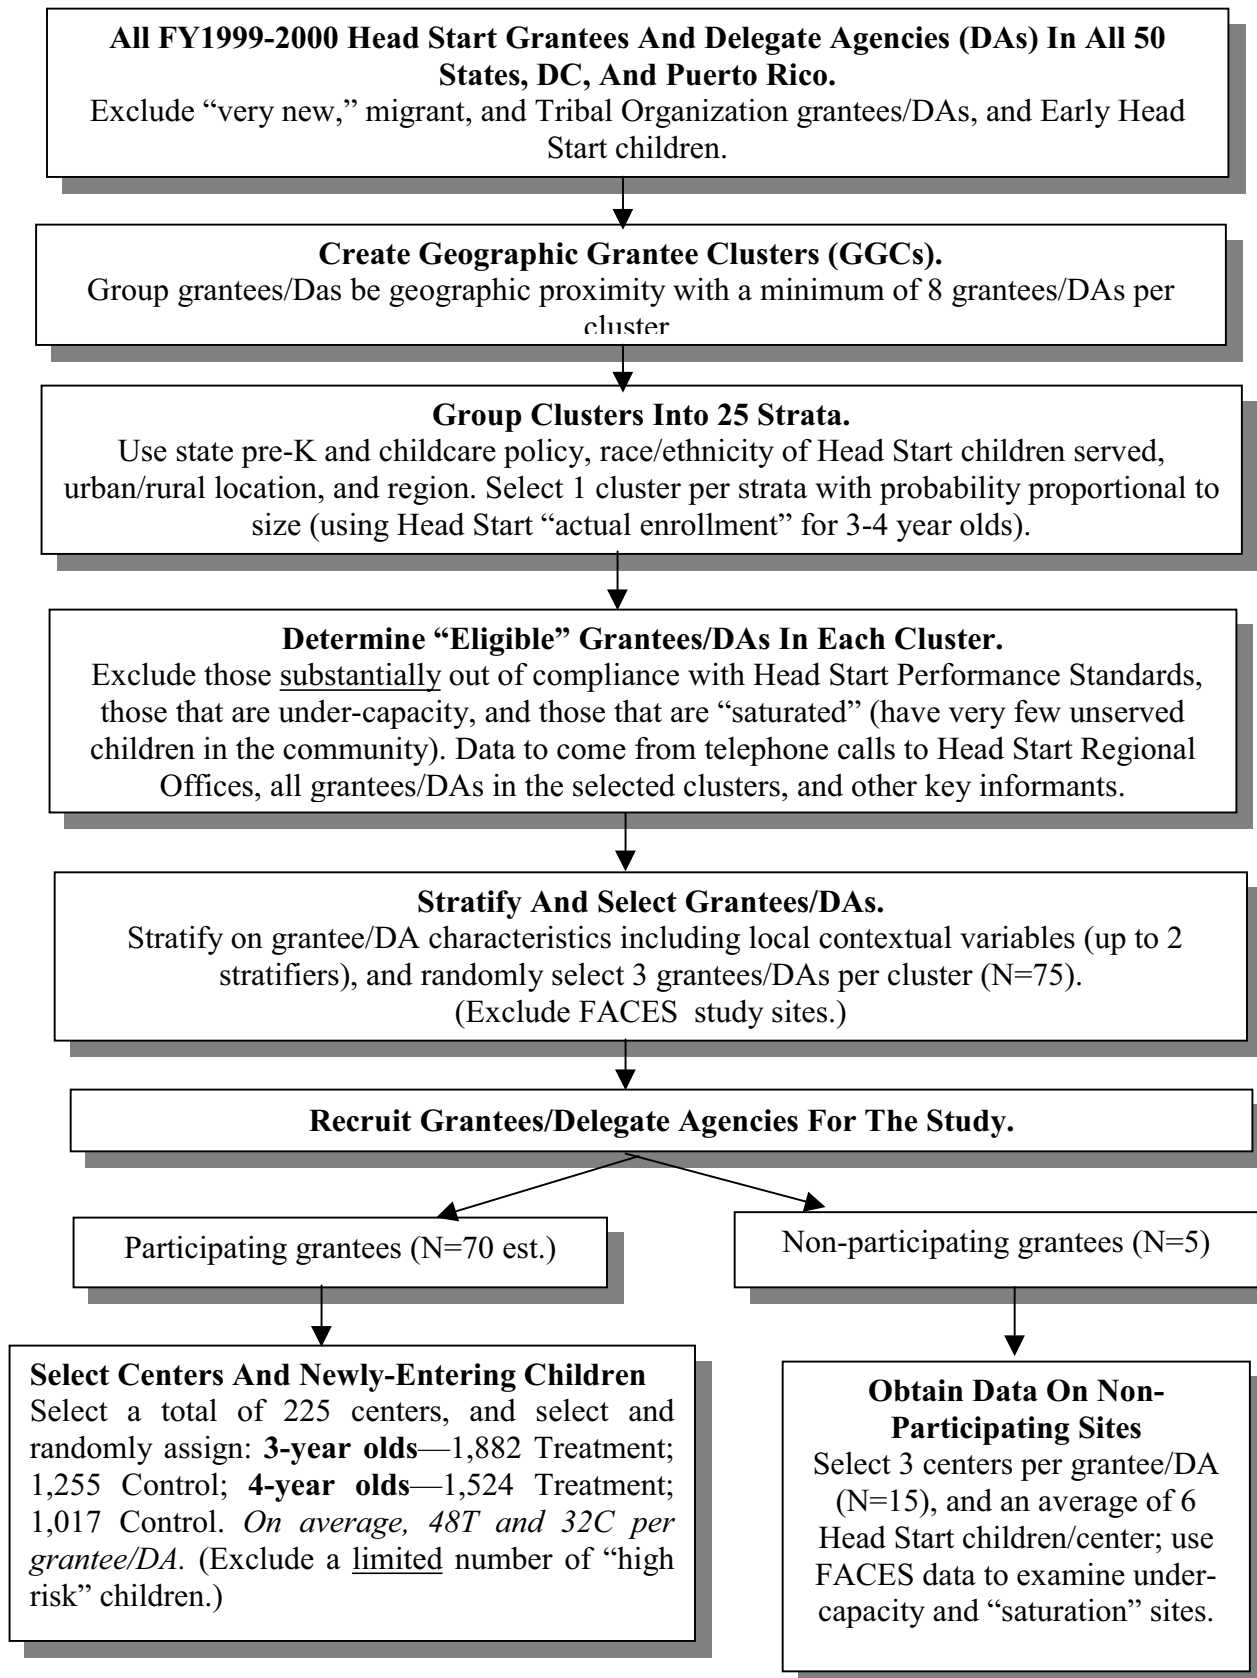 All FY1999-2000 Head Start Grantees And Delegate Agencies (DAs) In All 50
States, DC, And Puerto Rico.
Exclude “very new,” migrant, and Tribal Organization grantees/DAs, and Early Head
Start children.
Create Geographic Grantee Clusters (GGCs).
Group grantees/Das be geographic proximity with a minimum of 8 grantees/DAs per
cluster
Group Clusters Into 25 Strata.
Use state pre-K and childcare policy, race/ethnicity of Head Start children served,
urban/rural location, and region. Select 1 cluster per strata with probability proportional to
size (using Head Start “actual enrollment” for 3-4 year olds).
Determine “Eligible” Grantees/DAs In Each Cluster.
Exclude those substantially out of compliance with Head Start Performance Standards,
those that are under-capacity, and those that are “saturated” (have very few unserved
children in the community). Data to come from telephone calls to Head Start Regional
Offices, all grantees/DAs in the selected clusters, and other key informants.
Stratify And Select Grantees/DAs.
Stratify on grantee/DA characteristics including local contextual variables (up to 2
stratifiers), and randomly select 3 grantees/DAs per cluster (N=75).
(Exclude FACES study sites.)
Recruit Grantees/Delegate Agencies For The Study.
Participating grantees (N=70 est.)
Non-participating grantees (N=5)
Select Centers And Newly-Entering Children
Select a total of 225 centers, and select and
randomly assign: 3-year olds—1,882 Treatment;
1,255 Control; 4-year olds—1,524 Treatment;
1,017 Control. On average, 48T and 32C per
grantee/DA. (Exclude a limited number of “high
risk” children.)
Obtain Data On Non-
Participating Sites
Select 3 centers per grantee/DA
(N=15), and an average of 6
Head Start children/center; use
FACES data to examine under-
capacity and “saturation” sites.